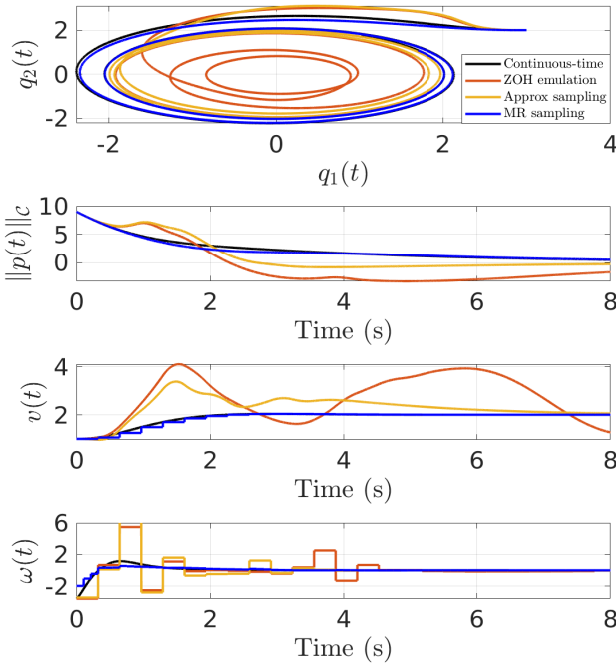 q₂(t)
2
0
-2
-2
0
2
4
q₁(t)
Continuous-time
ZOH emulation
Approx sampling
MR sampling
||p(t)||_C
10
5
0
0
2
4
6
8
Time (s)
v(t)
4
2
0
2
4
6
8
Time (s)
ω(t)
6
2
-2
0
2
4
6
8
Time (s)